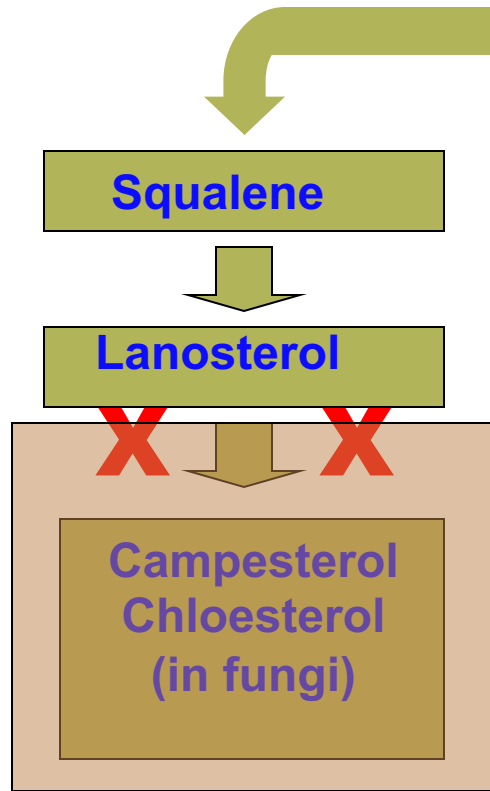 Squalene
Lanosterol
X X
Campesterol
Chloesterol
(in fungi)